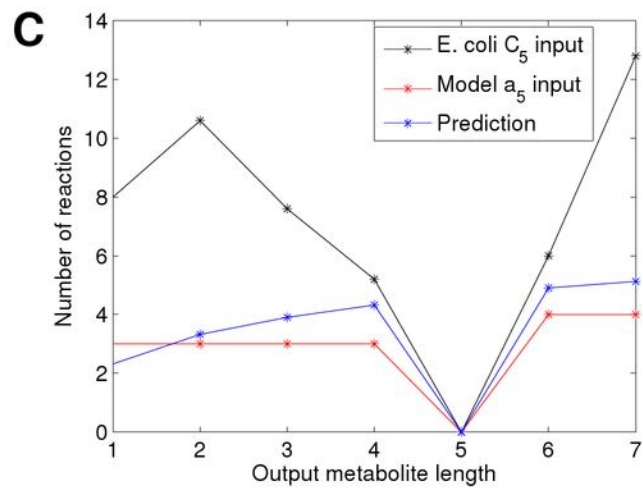 C
14
12
10
8
6
4
2
0
Number of reactions
E. coli C5 input
Model a5 input
Prediction
1 2 3 4 5 6 7
Output metabolite length